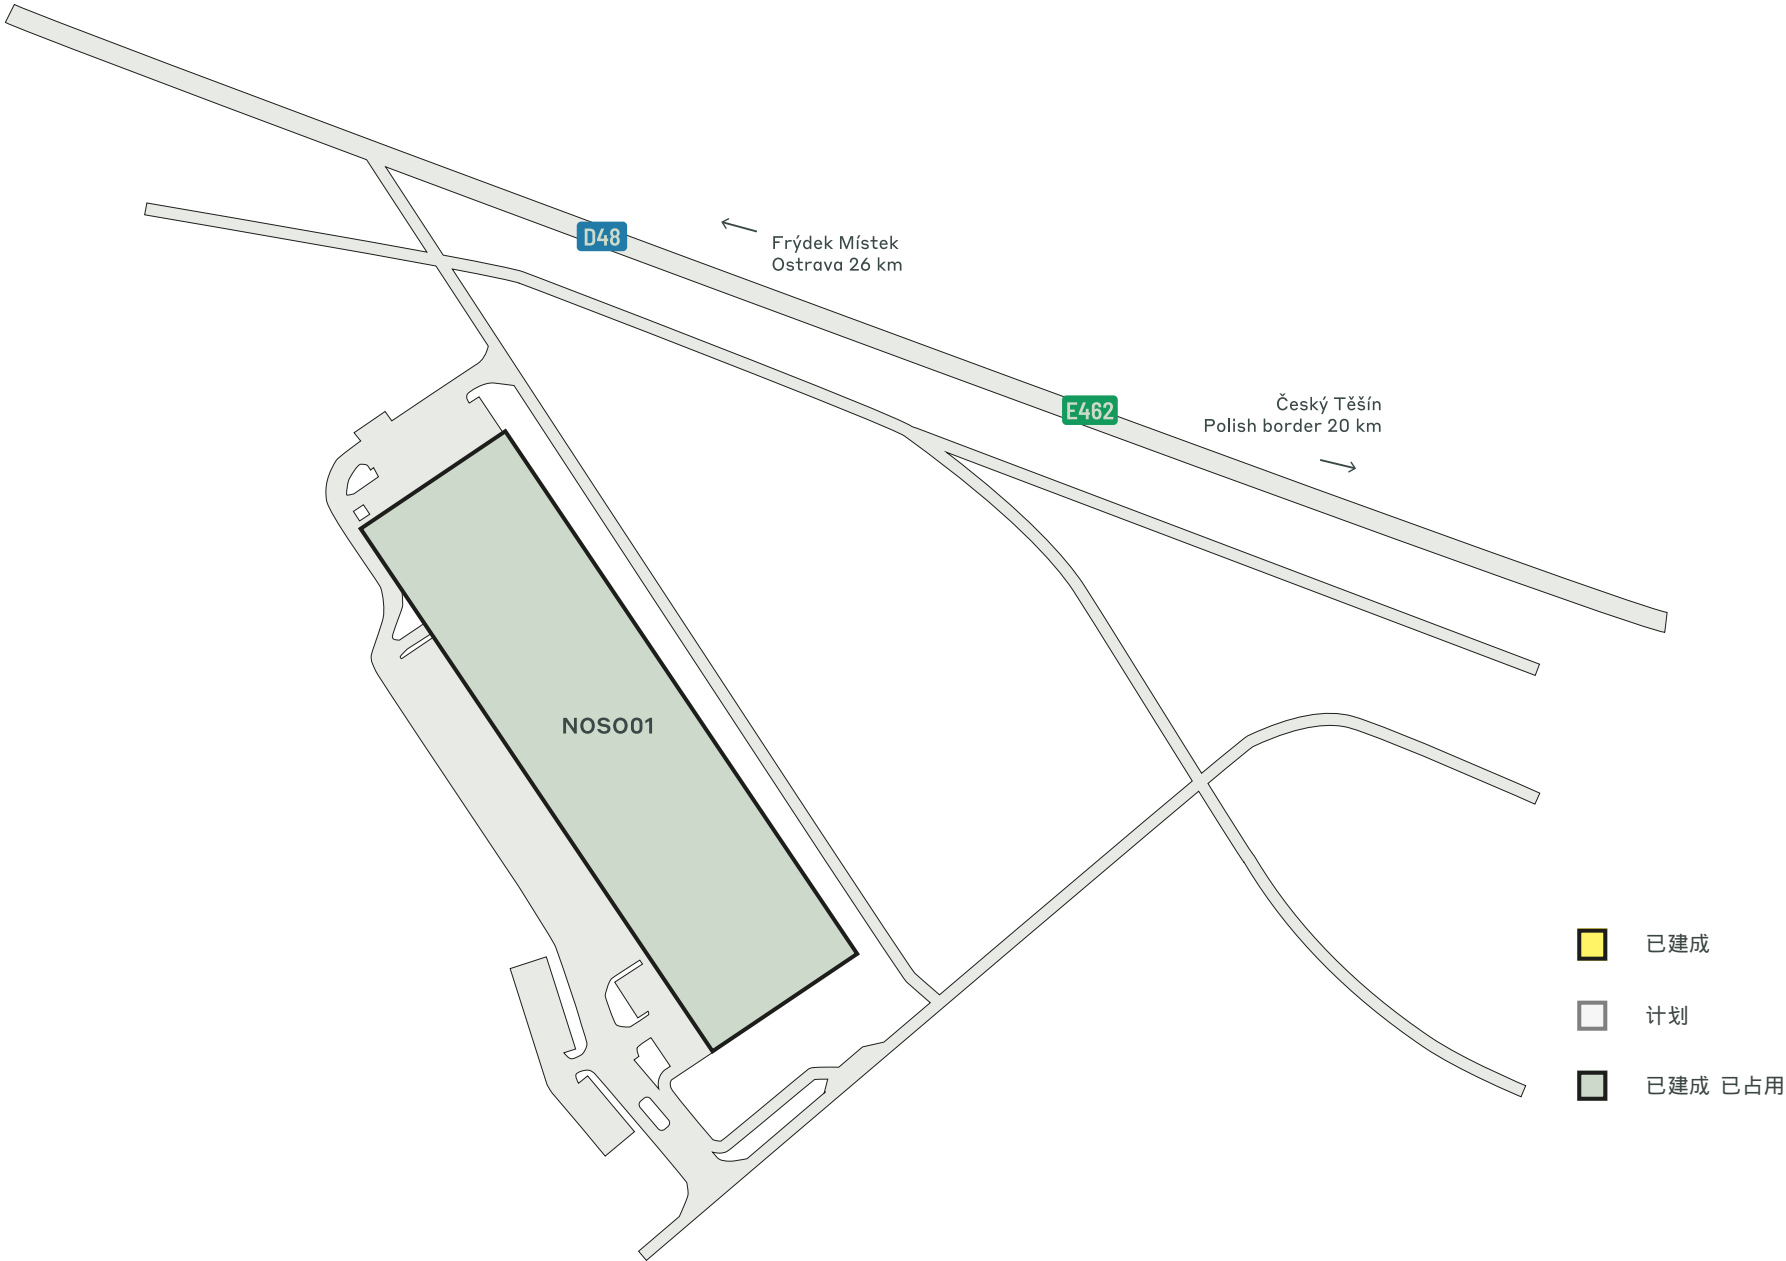 D48
Frýdek Místek
Ostrava 26 km
E462
Český Těšín
Polish border 20 km
NOSO01
已建成
计划
已建成 已占用